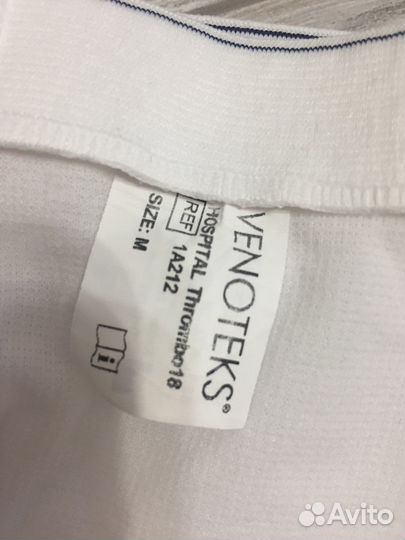 VENOTEKS®
HOSPITAL Thrombo18
REF 1A212
SIZE: M
i
Avito